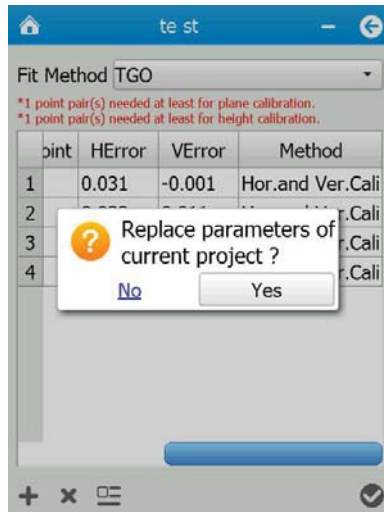 te st
Fit Method TGO
*1 point pair(s) needed at least for plane calibration.
*1 point pair(s) needed at least for height calibration.
oint HError VError Method
1 0.031 -0.001 Hor.and Ver.Cali
2 r.Cali
3 r.Cali
4 r.Cali
Replace parameters of
current project ?
No Yes